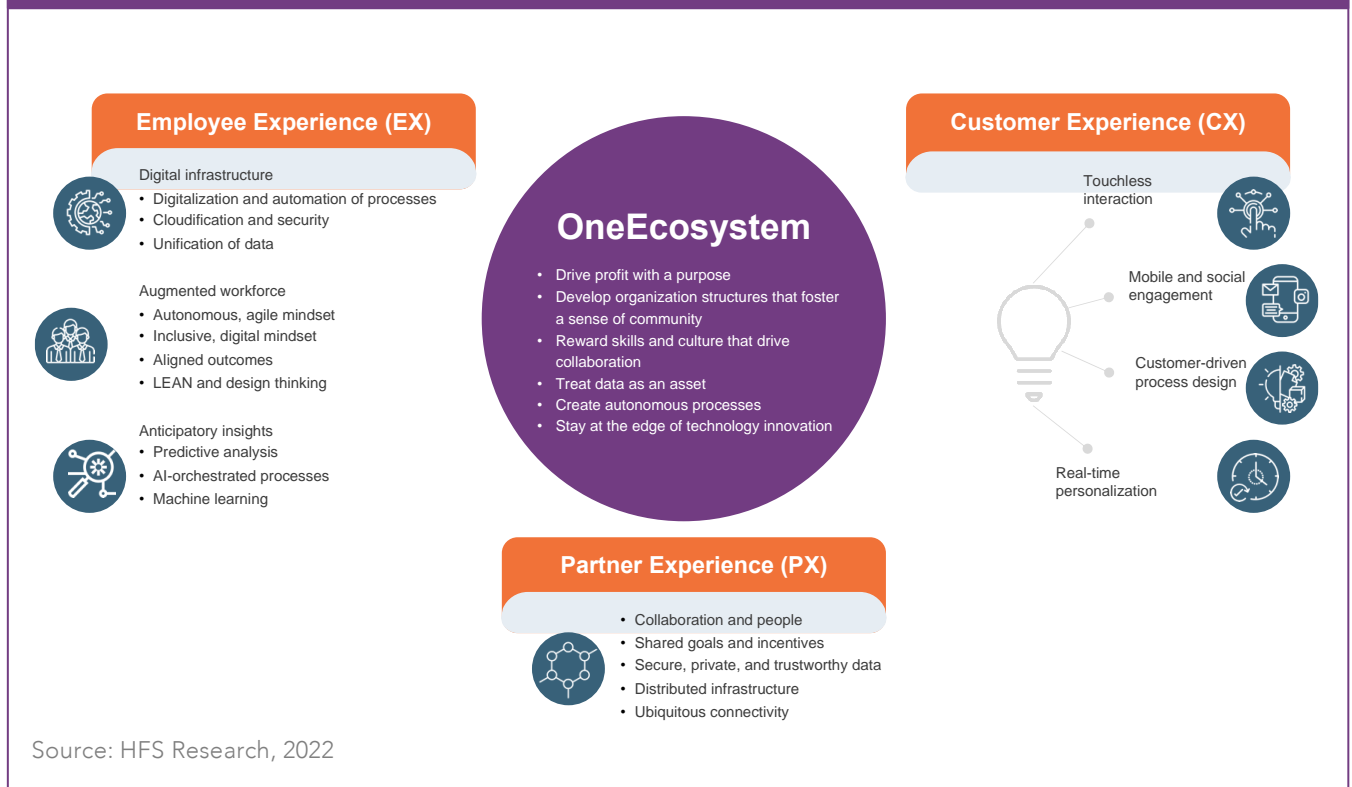 Employee Experience (EX)
Digital infrastructure
• Digitalization and automation of processes
• Cloudification and security
• Unification of data
Augmented workforce
• Autonomous, agile mindset
• Inclusive, digital mindset
• Aligned outcomes
• LEAN and design thinking
Anticipatory insights
• Predictive analysis
• AI-orchestrated processes
• Machine learning
OneEcosystem
• Drive profit with a purpose
• Develop organization structures that foster
a sense of community
• Reward skills and culture that drive
collaboration
• Treat data as an asset
• Create autonomous processes
• Stay at the edge of technology innovation
Customer Experience (CX)
Touchless
interaction
Mobile and social
engagement
Customer-driven
process design
Real-time
personalization
Partner Experience (PX)
• Collaboration and people
• Shared goals and incentives
• Secure, private, and trustworthy data
• Distributed infrastructure
• Ubiquitous connectivity
Source: HFS Research, 2022